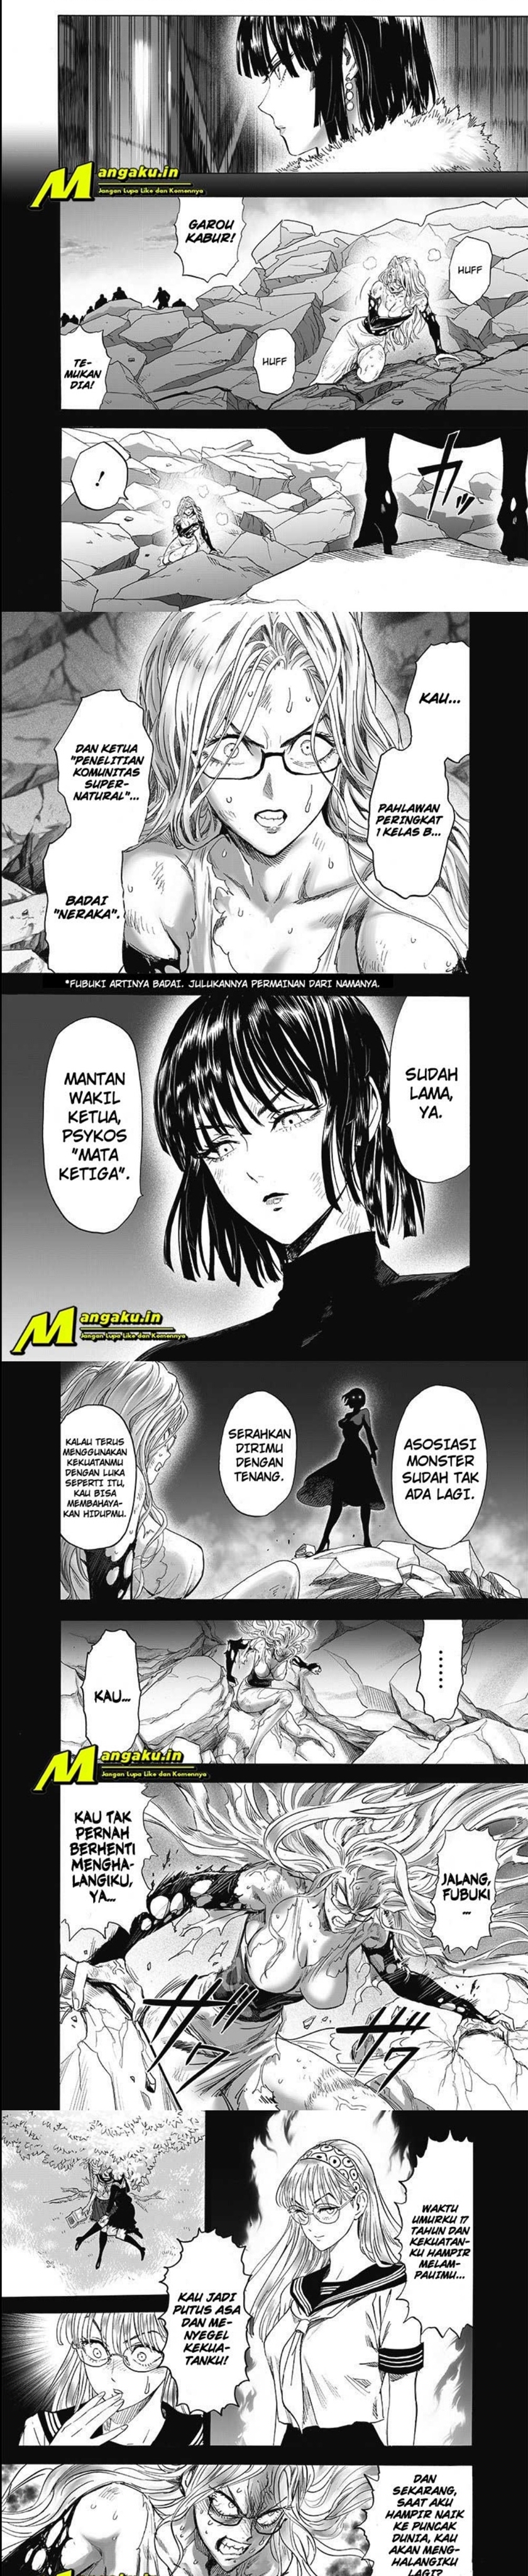 Mangaku.in
Jangan Lupa Like dan Komennya
GAROU
KABUR!
HUFF
HUFF
TE-
MUKAN
DIA!
!
カッ
KAU...
PAHLAWAN
PERINGKAT
1 KELAS B...
DAN KETUA
"PENELITIAN
KOMUNITAS
SUPER-
NATURAL"...
BADAI
"NERAKA".
*FUBUKI ARTINYA BADAI. JULUKANNYA PERMAINAN DARI NAMANYA.
SUDAH
LAMA,
YA.
MANTAN
WAKIL
KETUA,
PSYKOS
"MATA
KETIGA".
Mangaku.in
Jangan Lupa Like dan Komennya
ASOSIASI
MONSTER
SUDAH TAK
ADA LAGI.
SERAHKAN
DIRIMU
DENGAN
TENANG.
KALAU TERUS
MENGGUNAKAN
KEKUATANMU
DENGAN LUKA
SEPERTI ITU,
KAU BISA
MEMBAHAYA-
KAN HIDUPMU.
......
KAU...
Mangaku.in
Jangan Lupa Like dan Komennya
JALANG,
FUBUKI
...
KAU TAK
PERNAH
BERHENTI
MENGHA-
LANGIKU,
YA...
WAKTU
UMURKU 17
TAHUN DAN
KEKUATAN-
KU HAMPIR
MELAM-
PAUIMU...
KAU JADI
PUTUS ASA
DAN ME-
NYEGEL
KEKUA-
TANKU!
DAN
SEKARANG,
SAAT AKU
HAMPIR NAIK
KE PUNCAK
DUNIA, KAU
AKAN MENG-
HALANGIKU
LAGI?